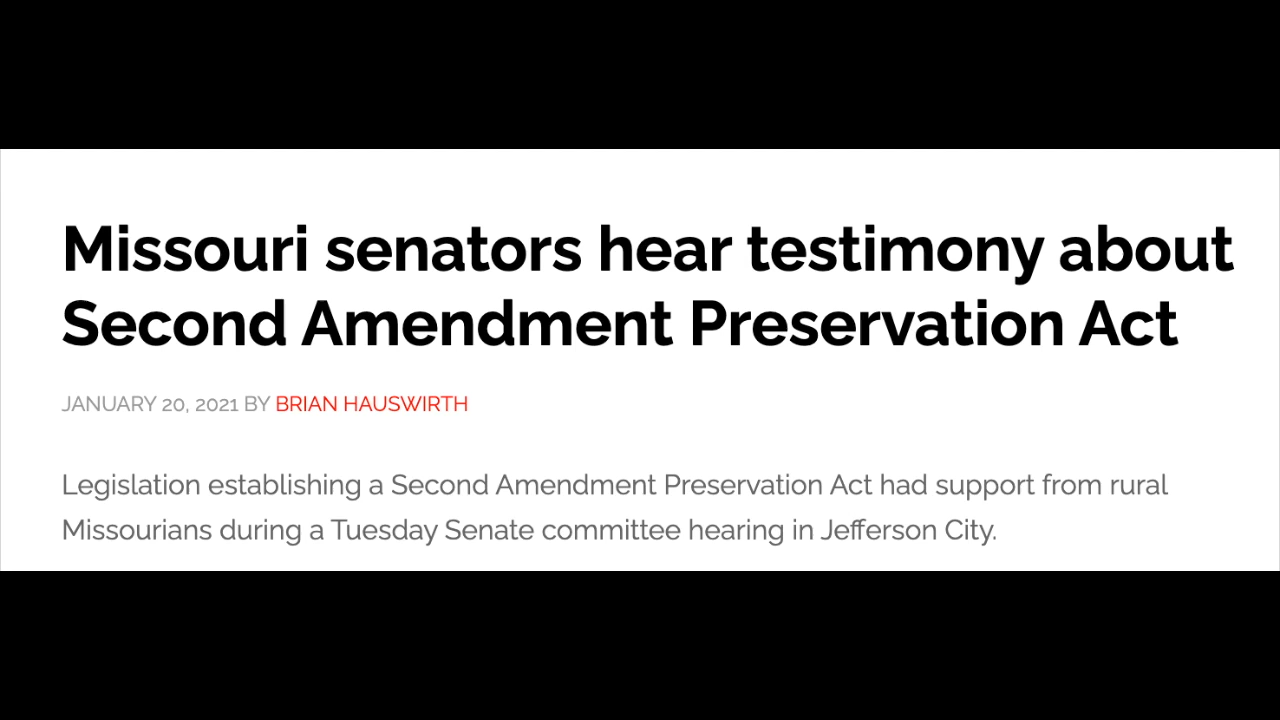 Missouri senators hear testimony about
Second Amendment Preservation Act
JANUARY 20, 2021 BY BRIAN HAUSWIRTH
Legislation establishing a Second Amendment Preservation Act had support from rural
Missourians during a Tuesday Senate committee hearing in Jefferson City.